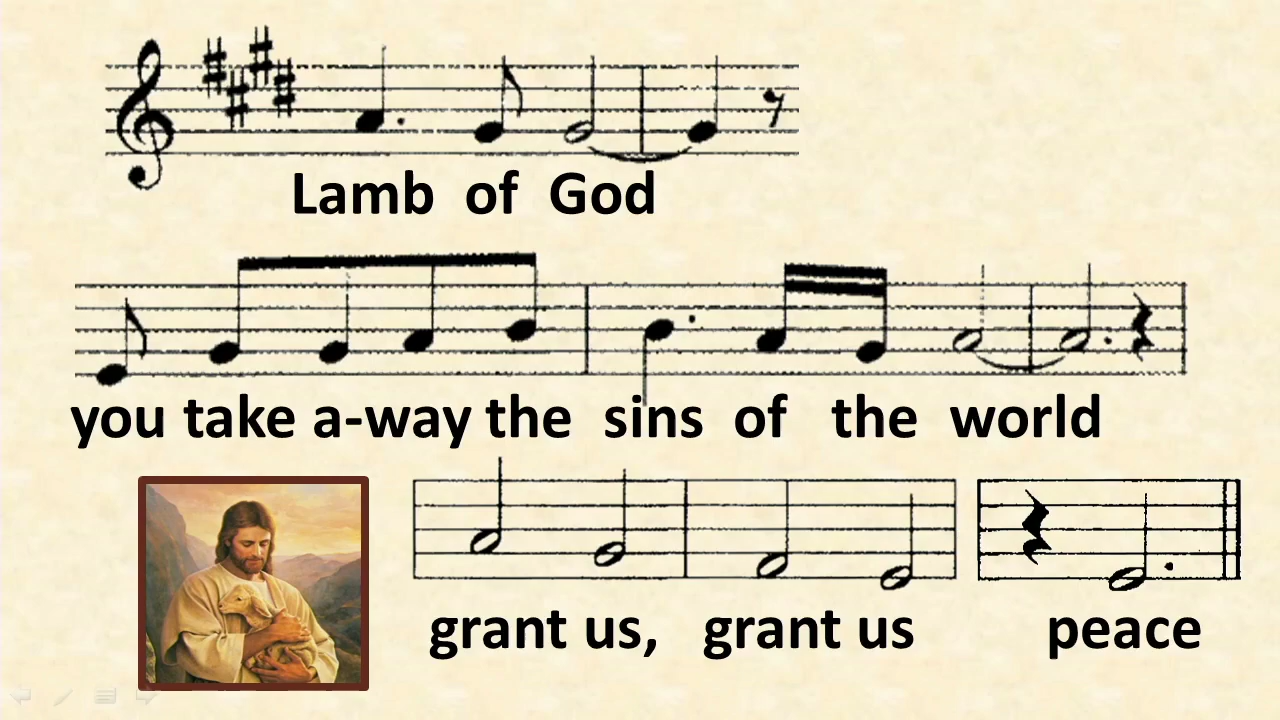 Lamb of God
you take a-way the sins of the world
grant us, grant us peace